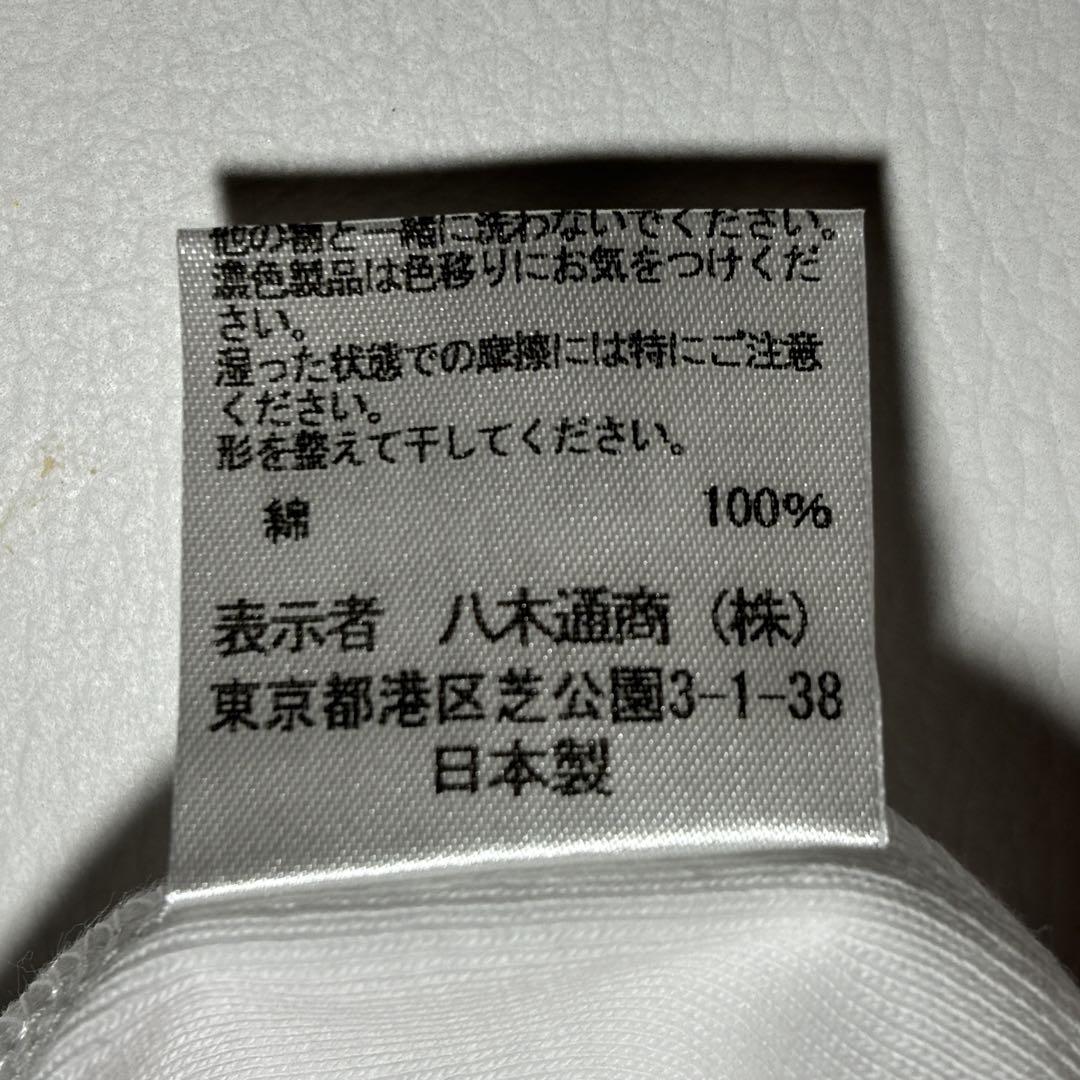 他の物と一緒に洗わないでください。
濃色製品は色移りにお気をつけくだ
さい。
湿った状態での摩擦には特にご注意
ください。
形を整えて干してください。
綿 100%
表示者 八木通商（株）
東京都港区芝公園3-1-38
日本製